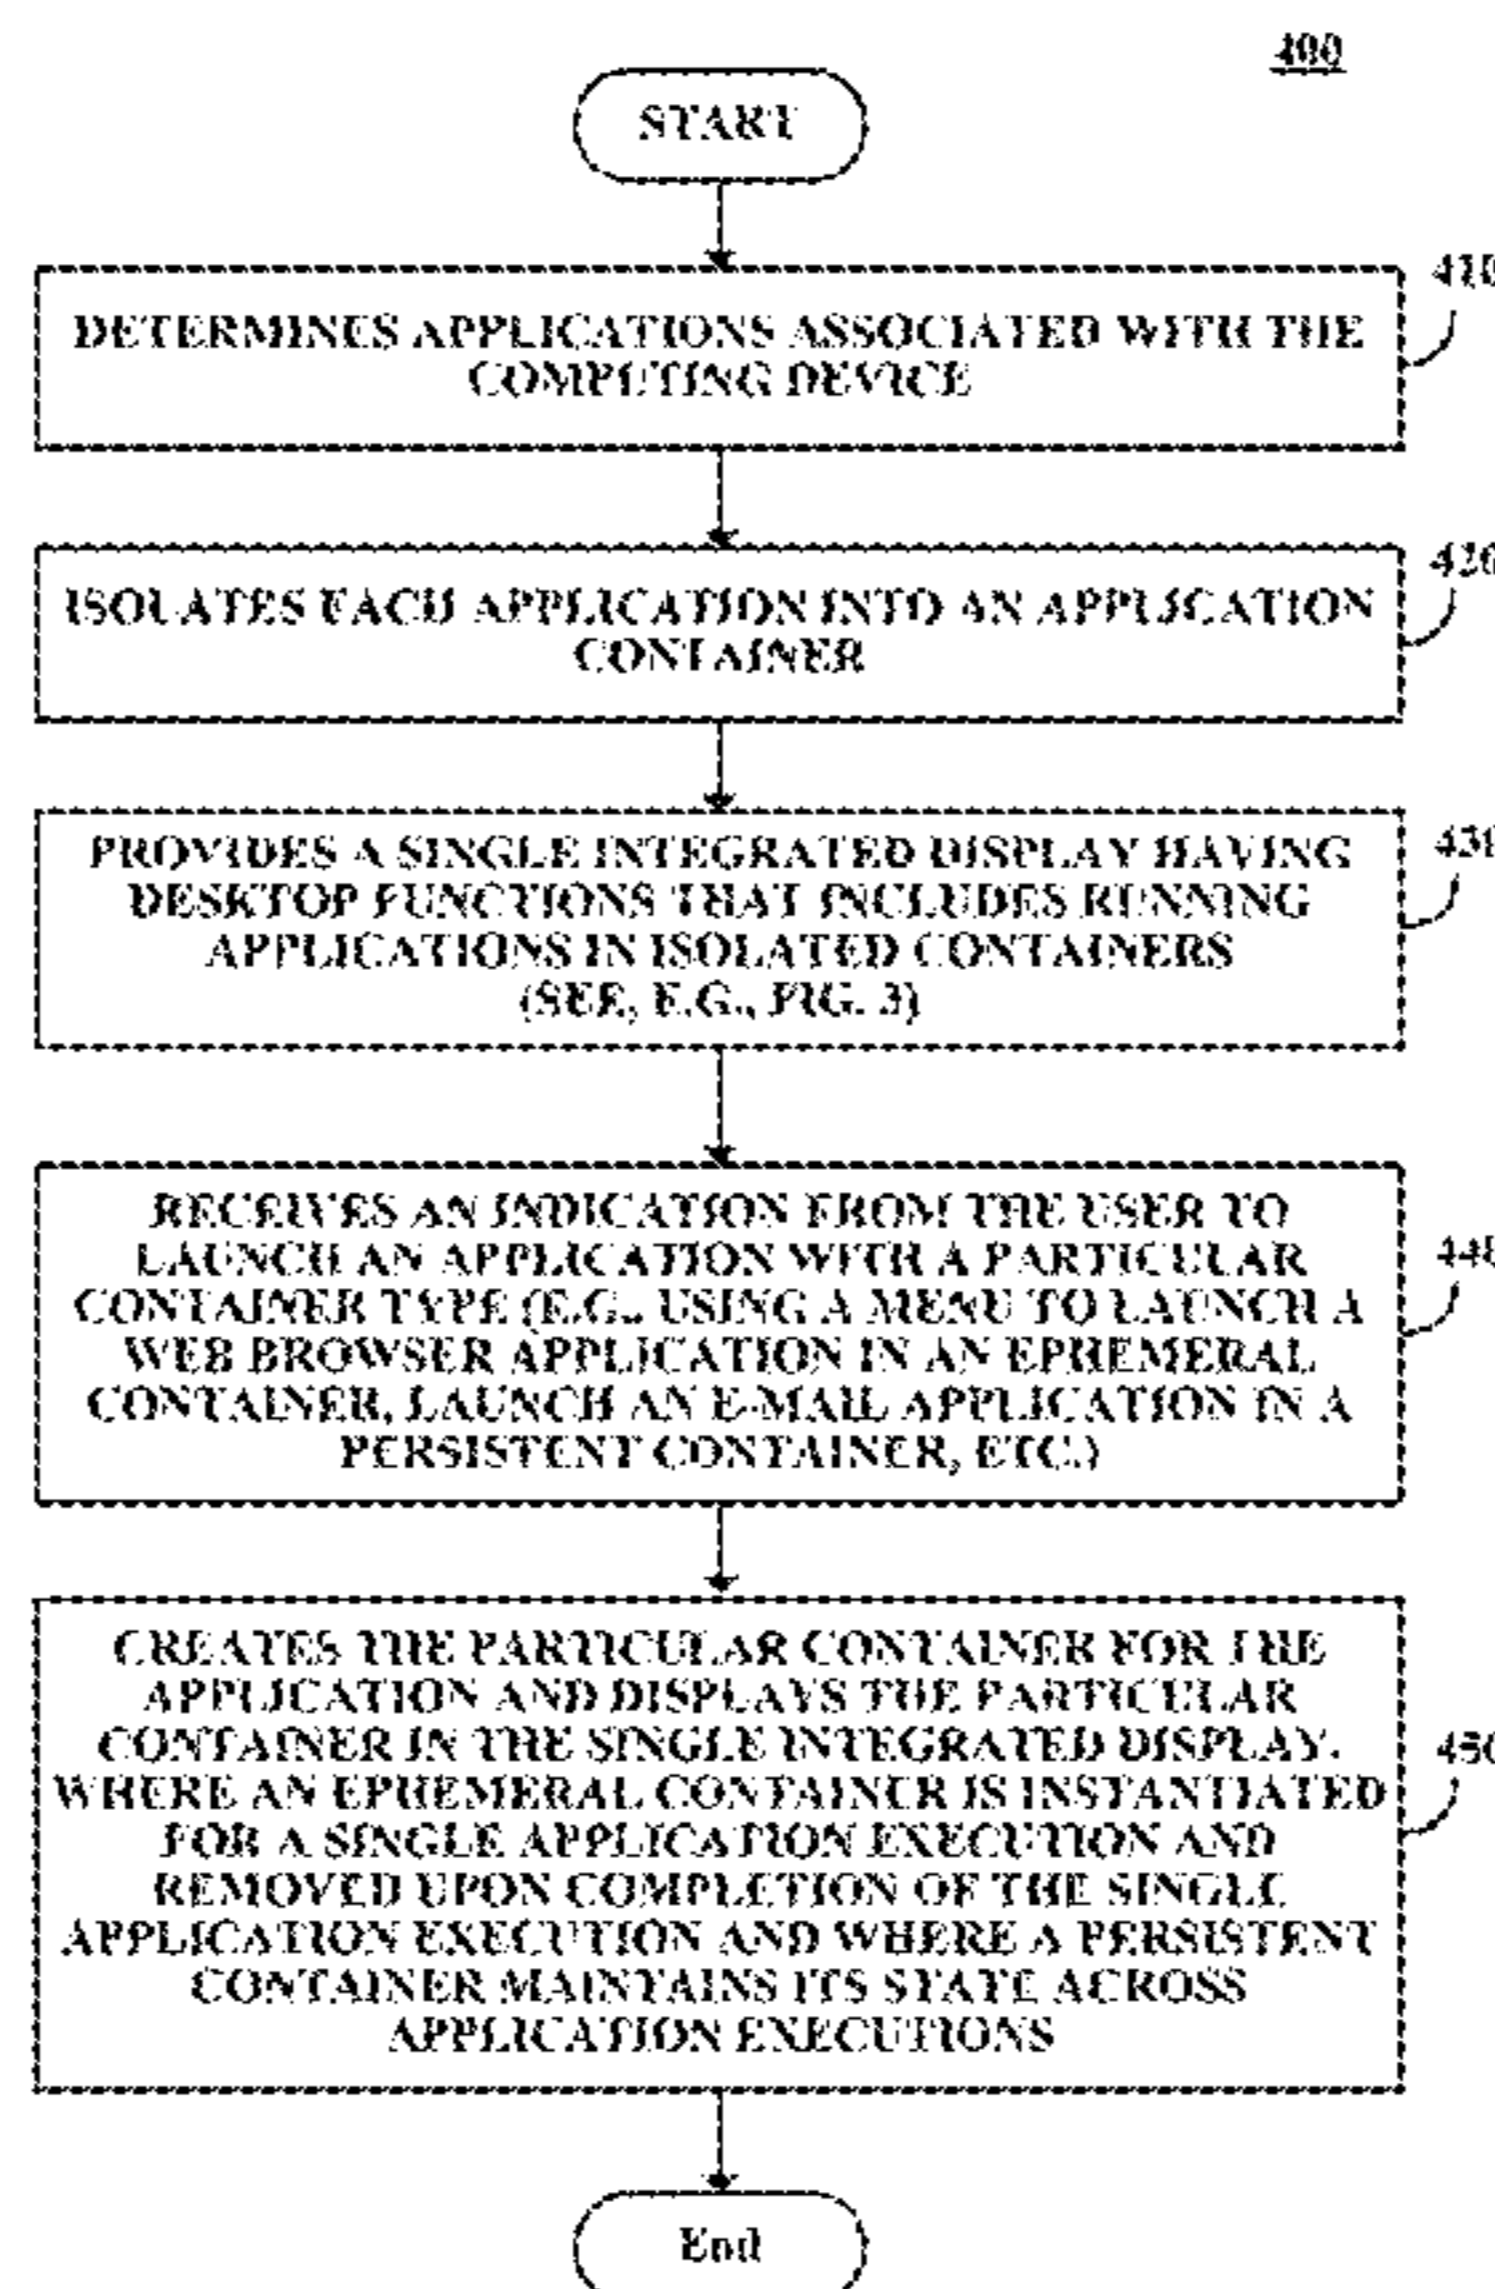 400
START
DETERMINES APPLICATIONS ASSOCIATED WITH THE
COMPUTING DEVICE
410
ISOLATES EACH APPLICATION INTO AN APPLICATION
CONTAINER
420
PROVIDES A SINGLE INTEGRATED DISPLAY HAVING
DESKTOP FUNCTIONS THAT INCLUDES RUNNING
APPLICATIONS IN ISOLATED CONTAINERS
(SEE, E.G., FIG. 3)
430
RECEIVES AN INDICATION FROM THE USER TO
LAUNCH AN APPLICATION WITH A PARTICULAR
CONTAINER TYPE (E.G., USING A MENU TO LAUNCH A
WEB BROWSER APPLICATION IN AN EPHEMERAL
CONTAINER, LAUNCH AN E-MAIL APPLICATION IN A
PERSISTENT CONTAINER, ETC.)
440
CREATES THE PARTICULAR CONTAINER FOR THE
APPLICATION AND DISPLAYS THE PARTICULAR
CONTAINER IN THE SINGLE INTEGRATED DISPLAY,
WHERE AN EPHEMERAL CONTAINER IS INSTANTIATED
FOR A SINGLE APPLICATION EXECUTION AND
REMOVED UPON COMPLETION OF THE SINGLE
APPLICATION EXECUTION AND WHERE A PERSISTENT
CONTAINER MAINTAINS ITS STATE ACROSS
APPLICATION EXECUTIONS
450
End